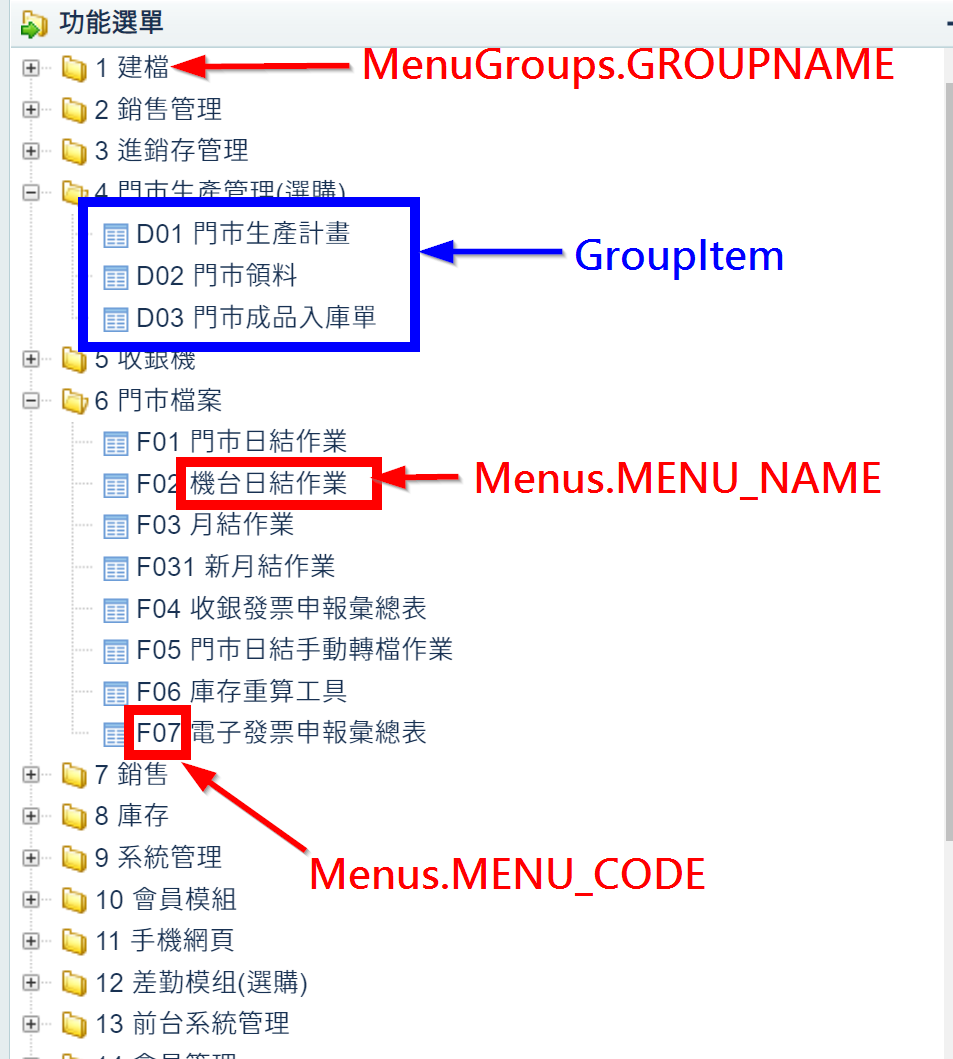 功能選單
1 建檔
MenuGroups.GROUPNAME
2 銷售管理
3 進銷存管理
4 門市生產管理(選購)
D01 門市生產計畫
GroupItem
D02 門市領料
D03 門市成品入庫單
5 收銀機
6 門市檔案
F01 門市日結作業
F02 機台日結作業
Menus.MENU_NAME
F03 月結作業
F031 新月結作業
F04 收銀發票申報彙總表
F05 門市日結手動轉檔作業
F06 庫存重算工具
F07 電子發票申報彙總表
7 銷售
8 庫存
9 系統管理
Menus.MENU_CODE
10 會員模組
11 手機網頁
12 差勤模组(選購)
13 前台系統管理
14 會員管理